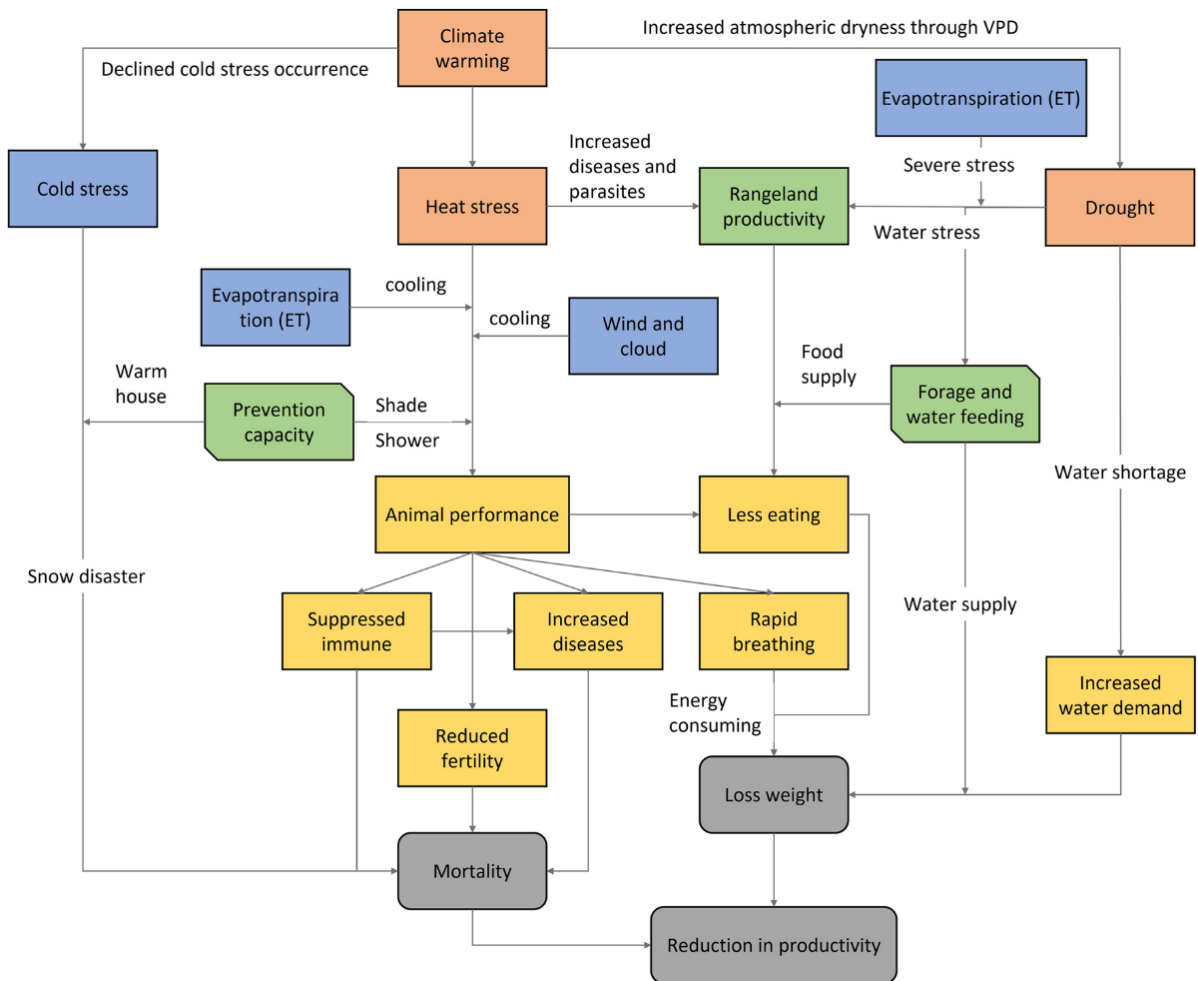 Increased atmospheric dryness through VPD
Climate
warming
Declined cold stress occurrence
Evapotranspiration (ET)
Increased
diseases and
parasites
Severe stress
Cold stress
Heat stress
Rangeland
productivity
Drought
Water stress
Evapotranspira
tion (ET)
cooling
cooling
Wind and
cloud
Food
supply
Warm
house
Prevention
capacity
Shade
Shower
Forage and
water feeding
Water shortage
Animal performance
Less eating
Snow disaster
Suppressed
immune
Increased
diseases
Rapid
breathing
Water supply
Energy
consuming
Increased
water demand
Reduced
fertility
Loss weight
Mortality
Reduction in productivity